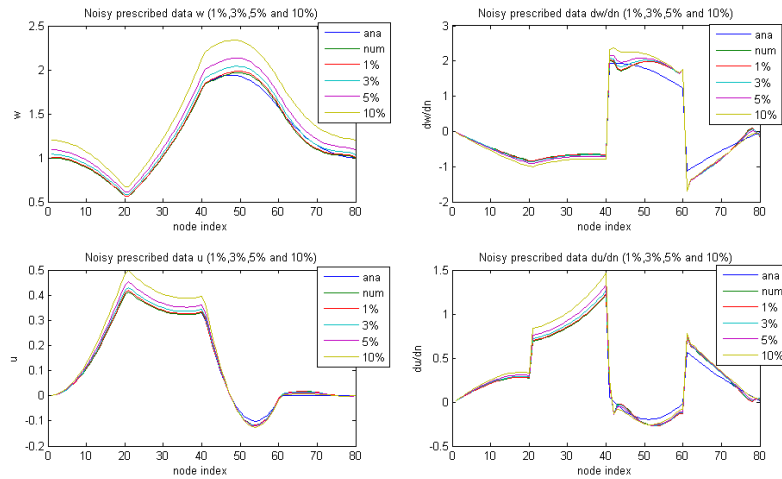 Noisy prescribed data w (1%,3%,5% and 10%)
2.5
2
1.5
1
0.5
w
0 10 20 30 40 50 60 70 80
node index
ana
num
1%
3%
5%
10%
Noisy prescribed data dw/dn (1%,3%,5% and 10%)
3
2
1
0
-1
-2
dw/dn
0 10 20 30 40 50 60 70 80
node index
ana
num
1%
3%
5%
10%
Noisy prescribed data u (1%,3%,5% and 10%)
0.5
0.4
0.3
0.2
0.1
0
-0.1
-0.2
u
0 10 20 30 40 50 60 70 80
node index
ana
num
1%
3%
5%
10%
Noisy prescribed data du/dn (1%,3%,5% and 10%)
1.5
1
0.5
0
-0.5
du/dn
0 10 20 30 40 50 60 70 80
node index
ana
num
1%
3%
5%
10%